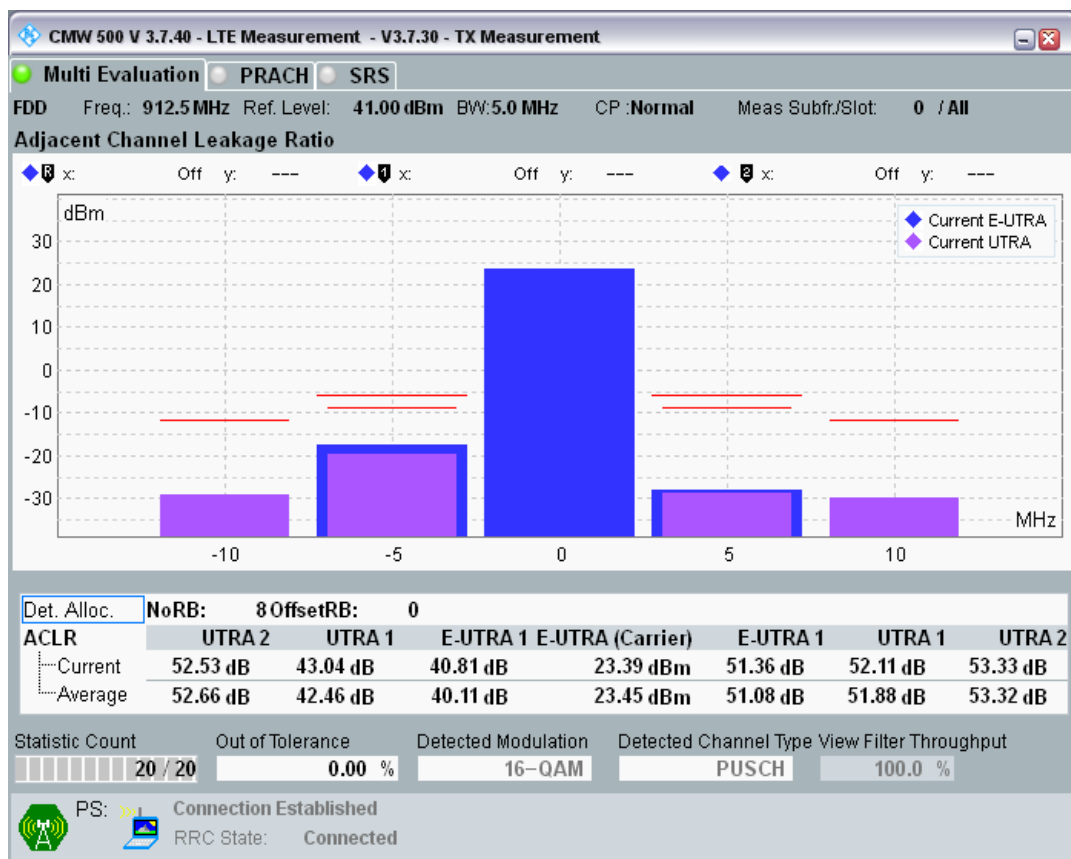 CMW 500 V 3.7.40 - LTE Measurement - V3.7.30 - TX Measurement
Multi Evaluation PRACH SRS
FDD Freq.: 912.5 MHz Ref. Level: 41.00 dBm BW:5.0 MHz CP :Normal Meas Subfr./Slot: 0 / All
Adjacent Channel Leakage Ratio
R x: Off y: --- 1 x: Off y: --- 2 x: Off y: ---
dBm
Current E-UTRA
Current UTRA
30
20
10
0
-10
-20
-30
MHz
-10 -5 0 5 10
Det. Alloc. NoRB: 8 OffsetRB: 0
ACLR UTRA 2 UTRA 1 E-UTRA 1 E-UTRA (Carrier) E-UTRA 1 UTRA 1 UTRA 2
Current 52.53 dB 43.04 dB 40.81 dB 23.39 dBm 51.36 dB 52.11 dB 53.33 dB
Average 52.66 dB 42.46 dB 40.11 dB 23.45 dBm 51.08 dB 51.88 dB 53.32 dB
Statistic Count Out of Tolerance Detected Modulation Detected Channel Type View Filter Throughput
20 / 20 0.00 % 16-QAM PUSCH 100.0 %
PS: Connection Established
RRC State: Connected